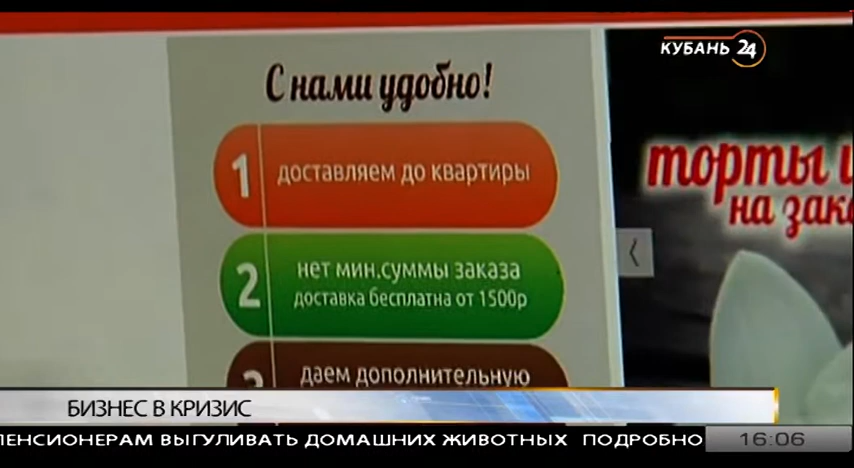 КУБАНЬ 24
С нами удобно!
1 доставляем до квартиры
2 нет мин.суммы заказа
доставка бесплатна от 1500р
3 даем дополнительную
торты
на
БИЗНЕС В КРИЗИС
ПЕНСИОНЕРАМ ВЫГУЛИВАТЬ ДОМАШНИХ ЖИВОТНЫХ ПОДРОБНО
16:06